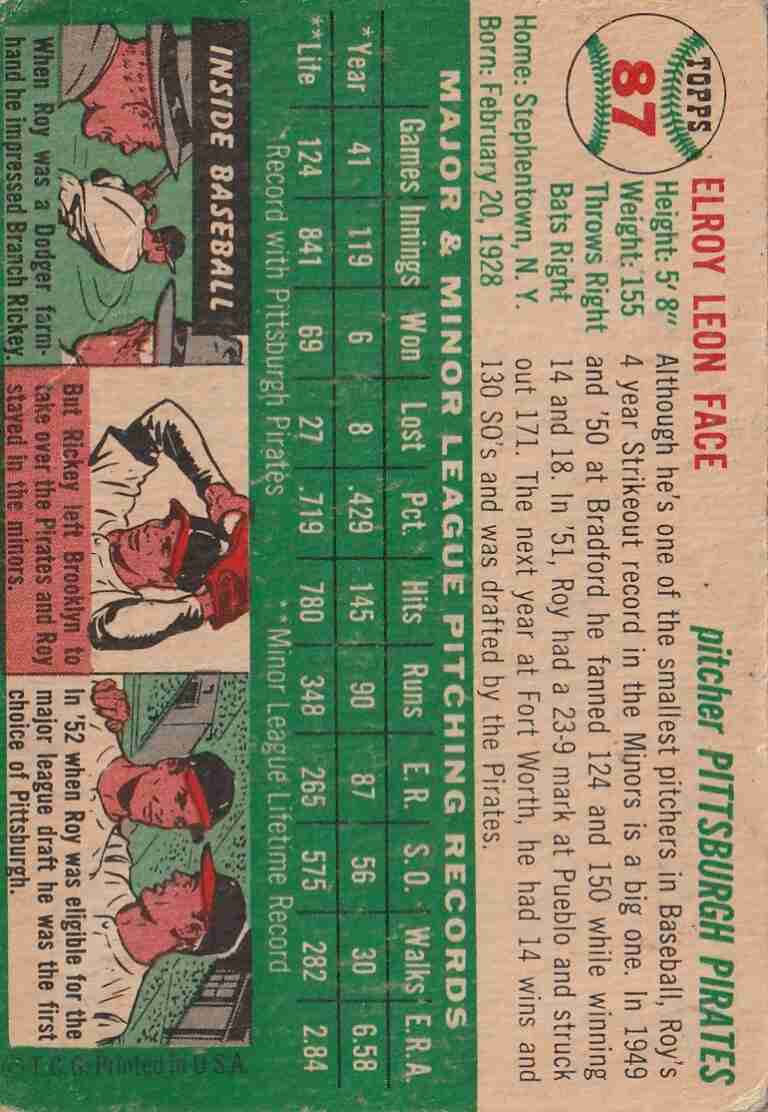 TOPPS
87
ELROY LEON FACE
pitcher PITTSBURGH PIRATES
Height: 5' 8"
Weight: 155
Throws Right
Bats Right
Home: Stephentown, N. Y.
Born: February 20, 1928
Although he's one of the smallest pitchers in Baseball, Roy's
4 year Strikeout record in the Minors is a big one. In 1949
and '50 at Bradford he fanned 124 and 150 while winning
14 and 18. In '51, Roy had a 23-9 mark at Pueblo and struck
out 171. The next year at Fort Worth, he had 14 wins and
130 SO's and was drafted by the Pirates.
MAJOR & MINOR LEAGUE PITCHING RECORDS
Games Innings Won Lost Pct. Hits Runs E.R. S.O. Walks E.R.A.
*Year 41 119 6 8 .429 145 90 87 56 30 6.58
**Life 124 841 69 27 .719 780 348 265 575 282 2.84
*Record with Pittsburgh Pirates **Minor League Lifetime Record
INSIDE BASEBALL
When Roy was a Dodger farm-
hand he impressed Branch Rickey.
But Rickey left Brooklyn to
take over the Pirates and Roy
stayed in the minors.
In '52 when Roy was eligible for the
major league draft he was the first
choice of Pittsburgh.
© T.C.G. Printed in U.S.A.